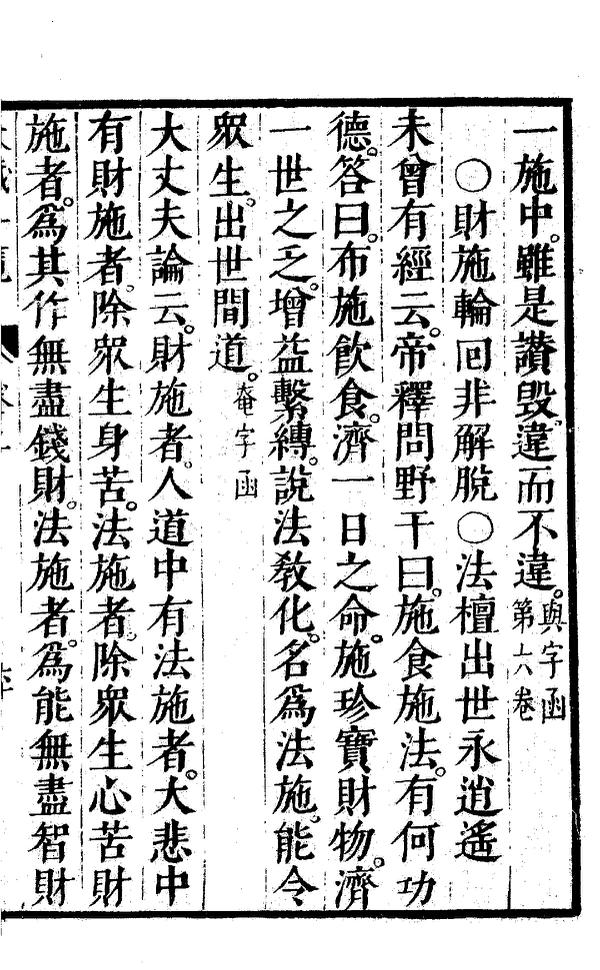 一施中。雖是讚毁違而不違。與字函第六卷
〇財施輪回非解脫〇法檀出世永逍遙
未曾有經云。帝釋問野干曰。施食施法。有何功
德。答曰。布施飲食。濟一日之命。施珍寶財物。濟
一世之乏。增益繫縛。說法敎化。名爲法施。能令
眾生。出世間道。奄字函
大丈夫論云。財施者。人道中有法施者。大悲中
有財施者。除眾生身苦。法施者。除眾生心苦財
施者。爲其作無盡錢財。法施者。爲能無盡智財